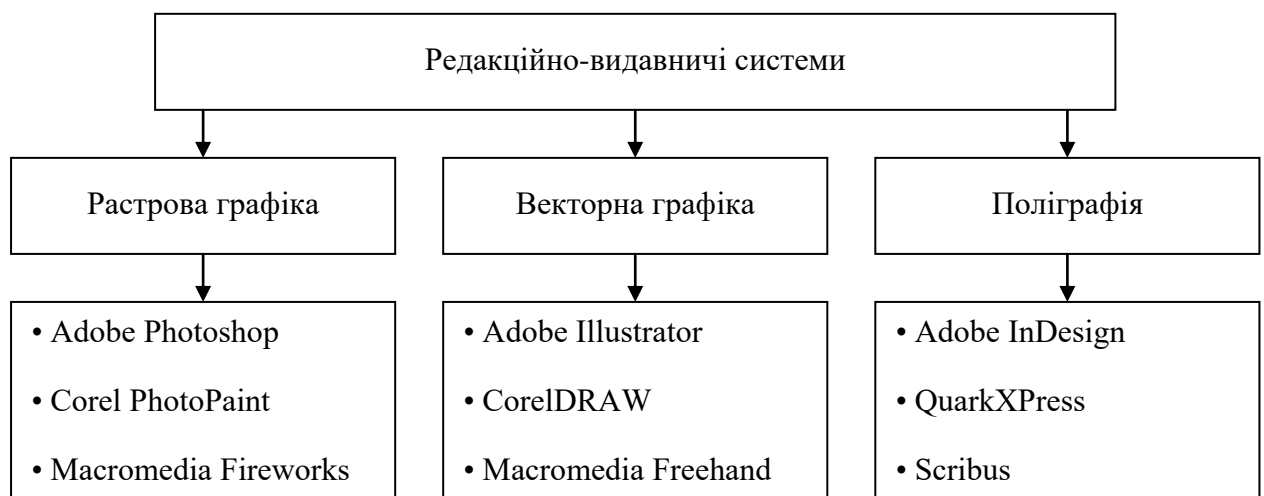 Редакційно-видавничі системи
Растрова графіка
Векторна графіка
Поліграфія
• Adobe Photoshop
• Corel PhotoPaint
• Macromedia Fireworks
• Adobe Illustrator
• CorelDRAW
• Macromedia Freehand
• Adobe InDesign
• QuarkXPress
• Scribus